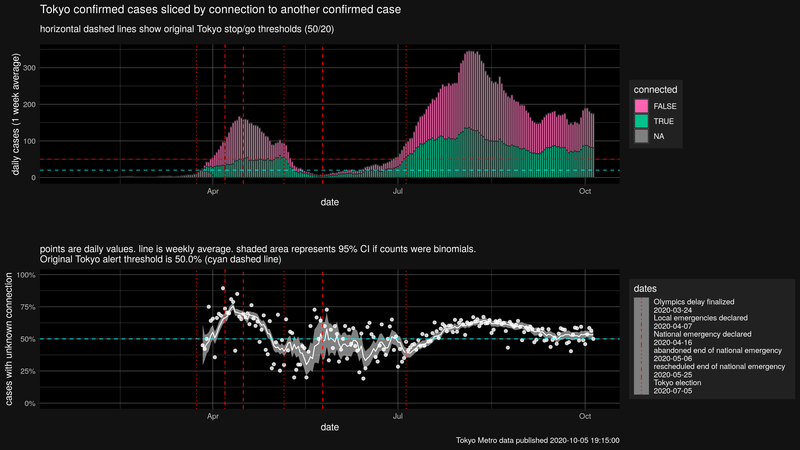 Tokyo confirmed cases sliced by connection to another confirmed case
horizontal dashed lines show original Tokyo stop/go thresholds (50/20)
daily cases (1 week average)
300
200
100
0
Apr
Jul
Oct
date
connected
FALSE
TRUE
NA
points are daily values. line is weekly average. shaded area represents 95% CI if counts were binomials.
Original Tokyo alert threshold is 50.0% (cyan dashed line)
cases with unknown connection
100%
75%
50%
25%
0%
Apr
Jul
Oct
date
dates
Olympics delay finalized
2020-03-24
Local emergencies declared
2020-04-07
National emergency declared
2020-04-16
abandoned end of national emergency
2020-05-06
rescheduled end of national emergency
2020-05-25
Tokyo election
2020-07-05
Tokyo Metro data published 2020-10-05 19:15:00